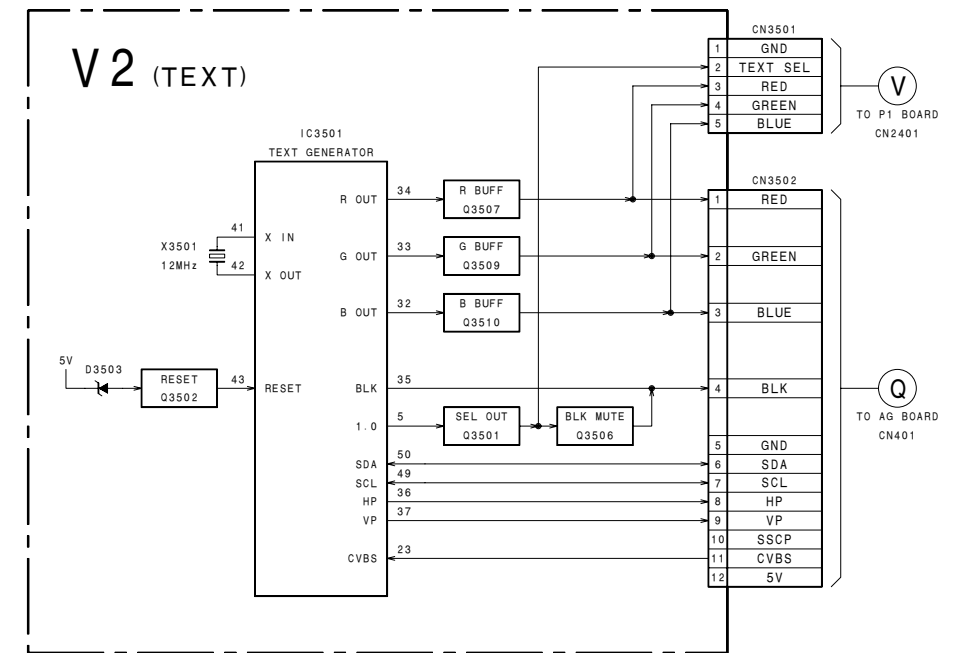 V2 (TEXT)
CN3501
1 GND
2 TEXT SEL
3 RED
4 GREEN
5 BLUE
V
TO P1 BOARD
CN2401
IC3501
TEXT GENERATOR
CN3502
R OUT 34 R BUFF
Q3507
1 RED
41
X IN
X3501
12MHz
42
X OUT
G OUT 33 G BUFF
Q3509
2 GREEN
B OUT 32 B BUFF
Q3510
3 BLUE
5V
D3503
RESET
Q3502
43
RESET
BLK 35
4 BLK
Q
TO AG BOARD
CN401
1.0 5 SEL OUT
Q3501
BLK MUTE
Q3506
5 GND
SDA 50 6 SDA
SCL 49 7 SCL
HP 36 8 HP
VP 37 9 VP
10 SSCP
CVBS 23 11 CVBS
12 5V